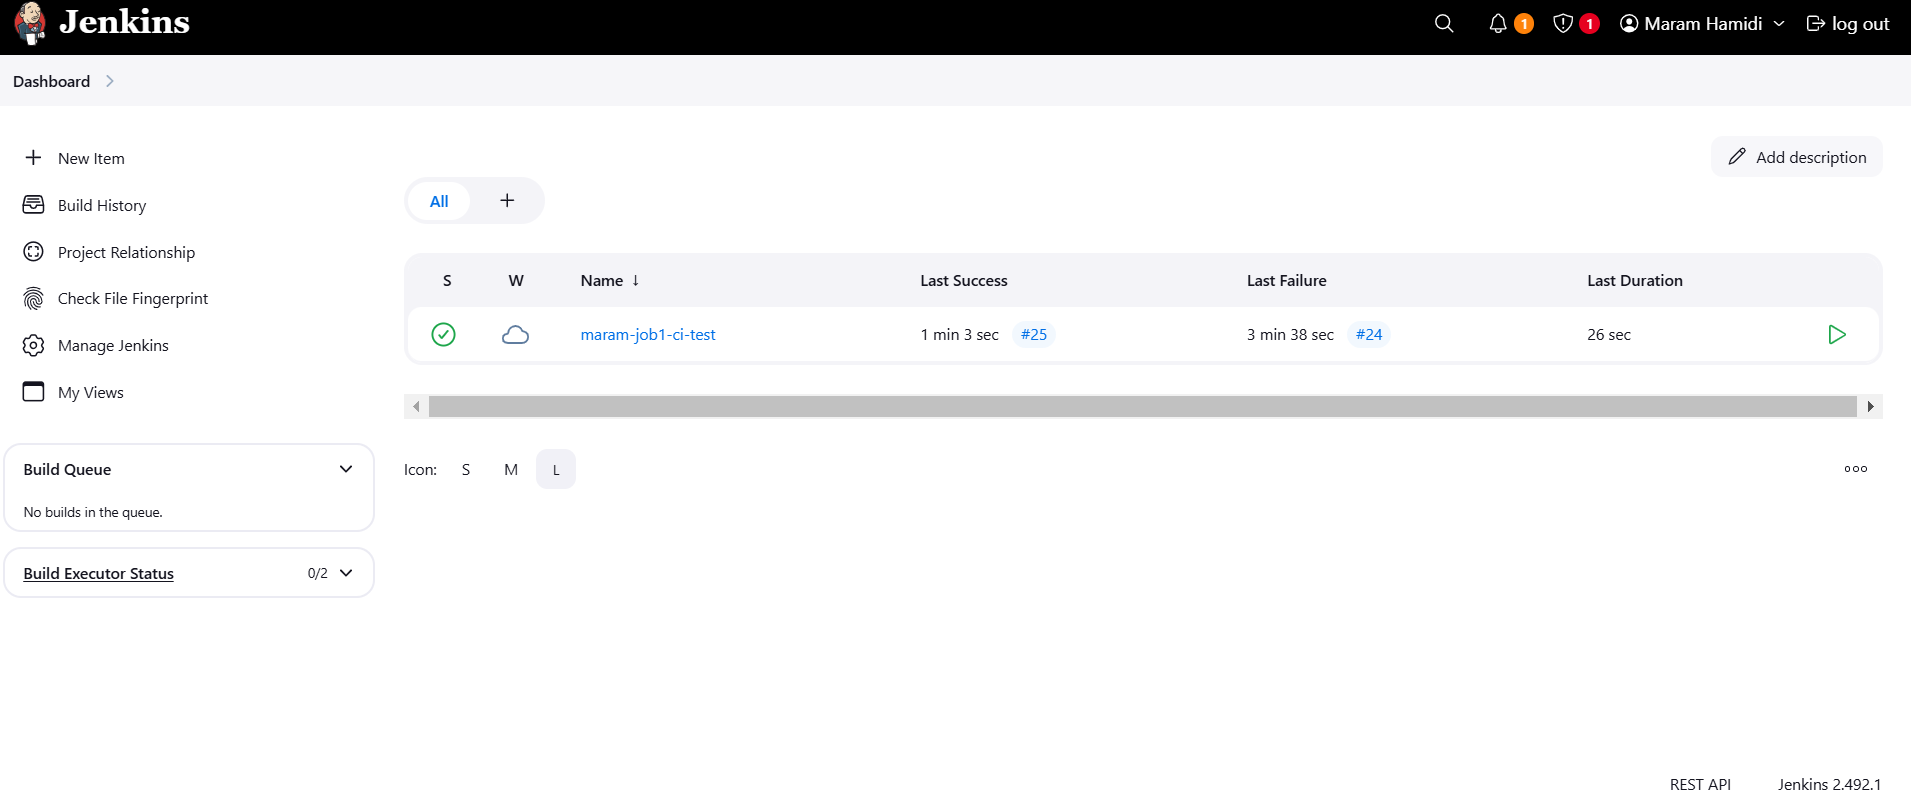 Jenkins
1
1
Maram Hamidi
log out
Dashboard
New Item
Build History
Project Relationship
Check File Fingerprint
Manage Jenkins
My Views
Build Queue
No builds in the queue.
Build Executor Status 0/2
Add description
All +
S W Name ↓ Last Success Last Failure Last Duration
maram-job1-ci-test 1 min 3 sec #25 3 min 38 sec #24 26 sec
Icon: S M L
REST API Jenkins 2.492.1